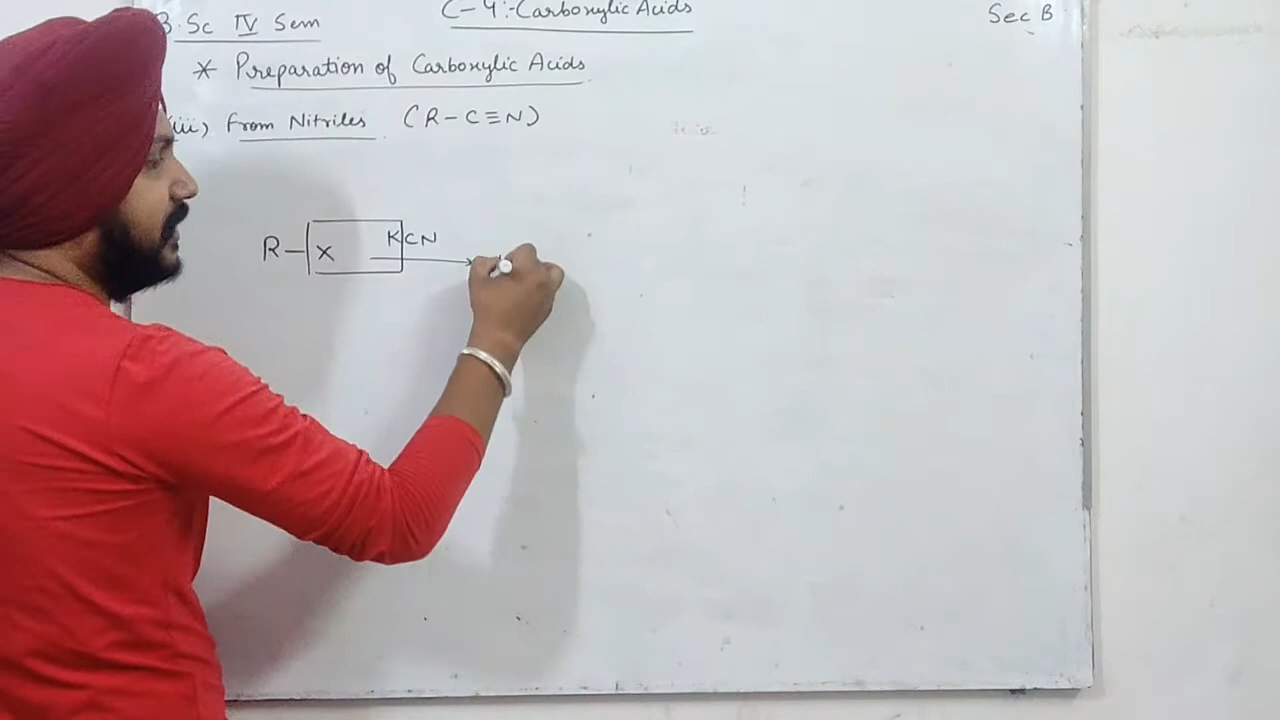 B.Sc IV Sem
C-4:-Carboxylic Acids
Sec B
* Preparation of Carboxylic Acids
(iii) from Nitriles (R-C≡N)
R-X KCN